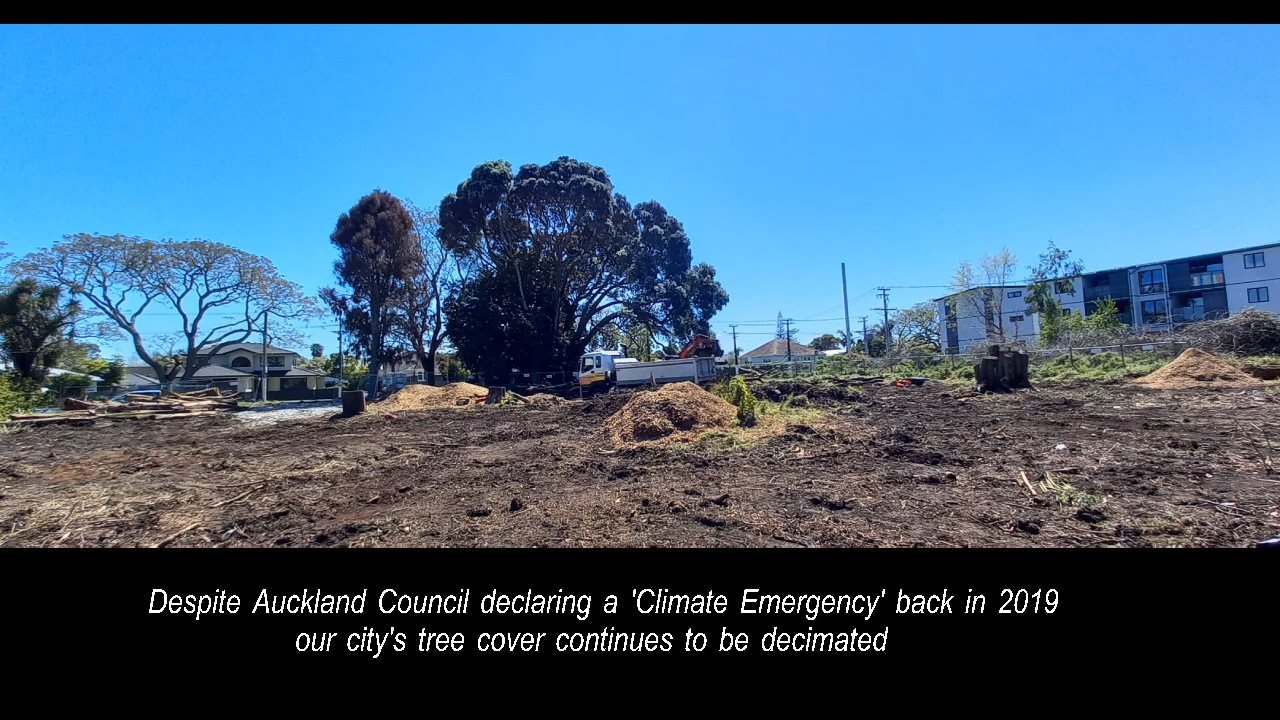 Despite Auckland Council declaring a 'Climate Emergency' back in 2019
our city's tree cover continues to be decimated